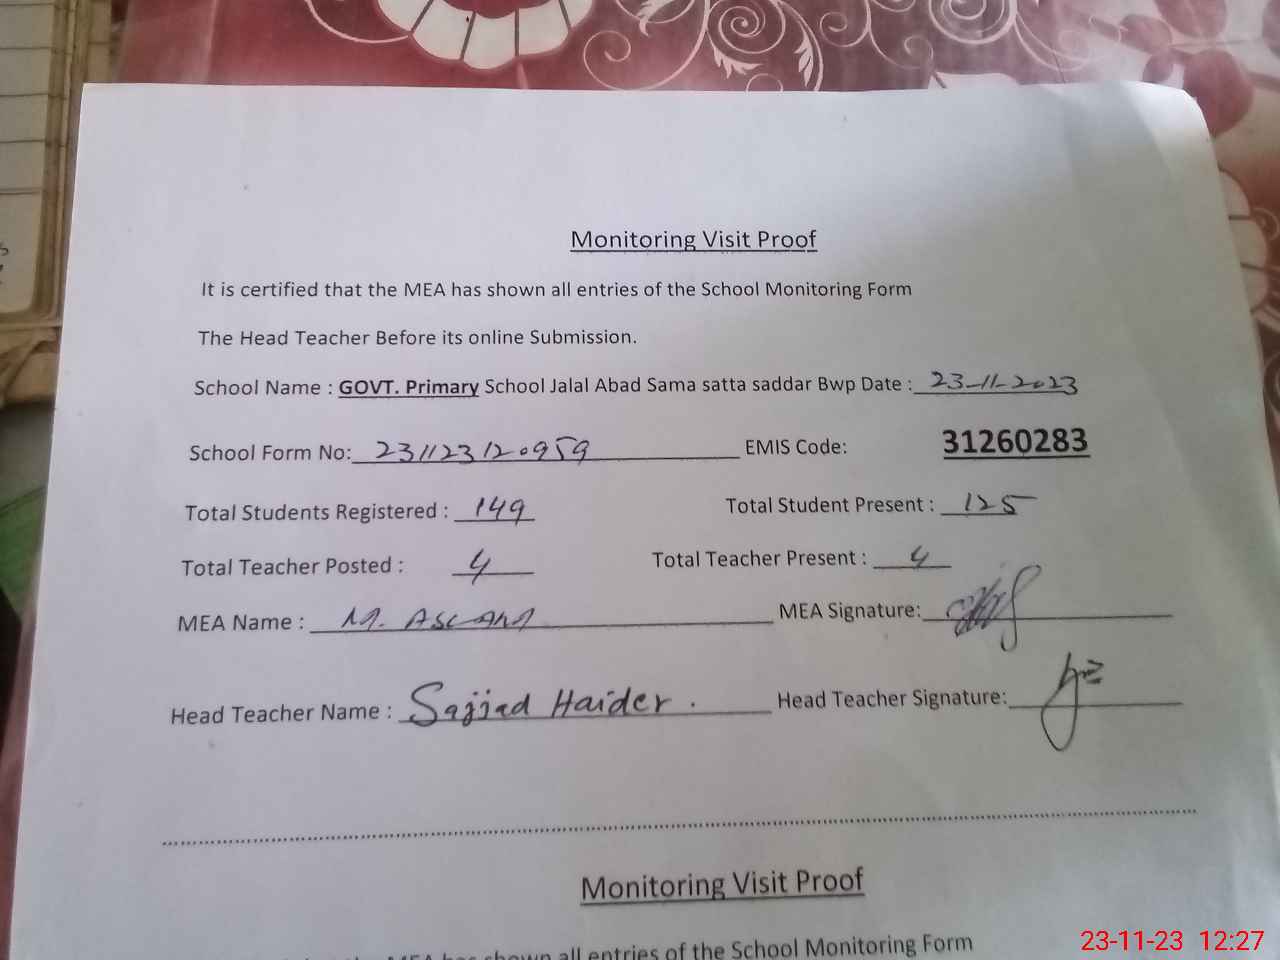 Monitoring Visit Proof
It is certified that the MEA has shown all entries of the School Monitoring Form
The Head Teacher Before its online Submission.
School Name : GOVT. Primary School Jalal Abad Sama satta saddar Bwp Date : 23-11-2023
School Form No: 231123120959 EMIS Code: 31260283
Total Students Registered : 149 Total Student Present : 125
Total Teacher Posted : 4 Total Teacher Present : 4
MEA Name : M. ASLAM MEA Signature:
Head Teacher Name : Sajjad Haider . Head Teacher Signature:
Monitoring Visit Proof
MEA has shown all entries of the School Monitoring Form
23-11-23 12:27